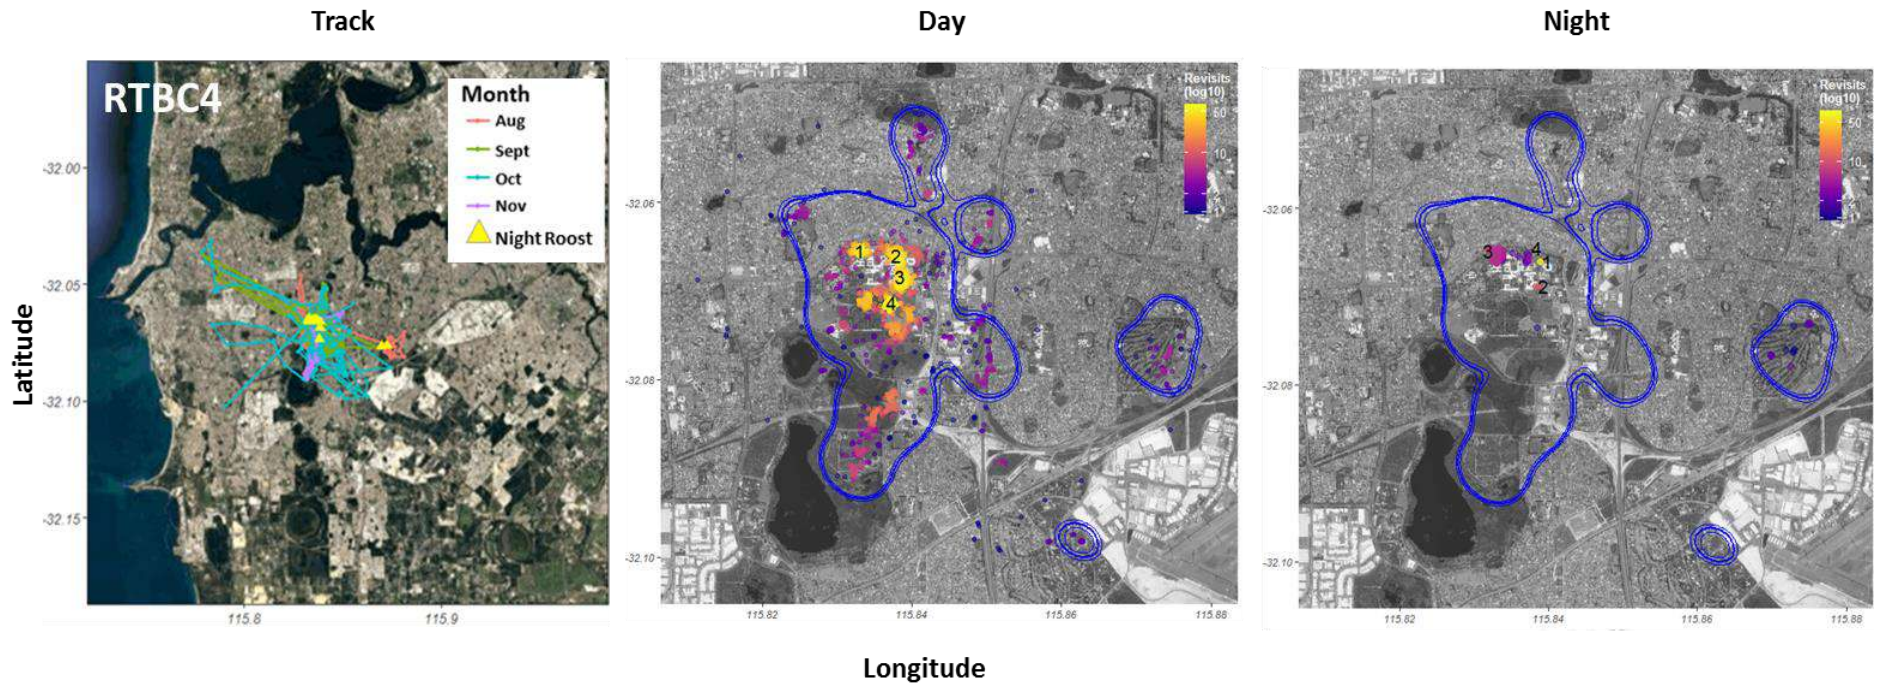 Track
Day
Night
RTBC4
Month
Aug
Sept
Oct
Nov
Night Roost
-32.00
-32.05
-32.10
-32.15
115.8
115.9
Latitude
Revisits
(log10)
50
10
1
2
3
4
-32.06
-32.08
-32.10
115.82
115.84
115.86
115.88
Revisits
(log10)
50
10
3
4
1
2
-32.06
-32.08
-32.10
115.82
115.84
115.86
115.88
Longitude